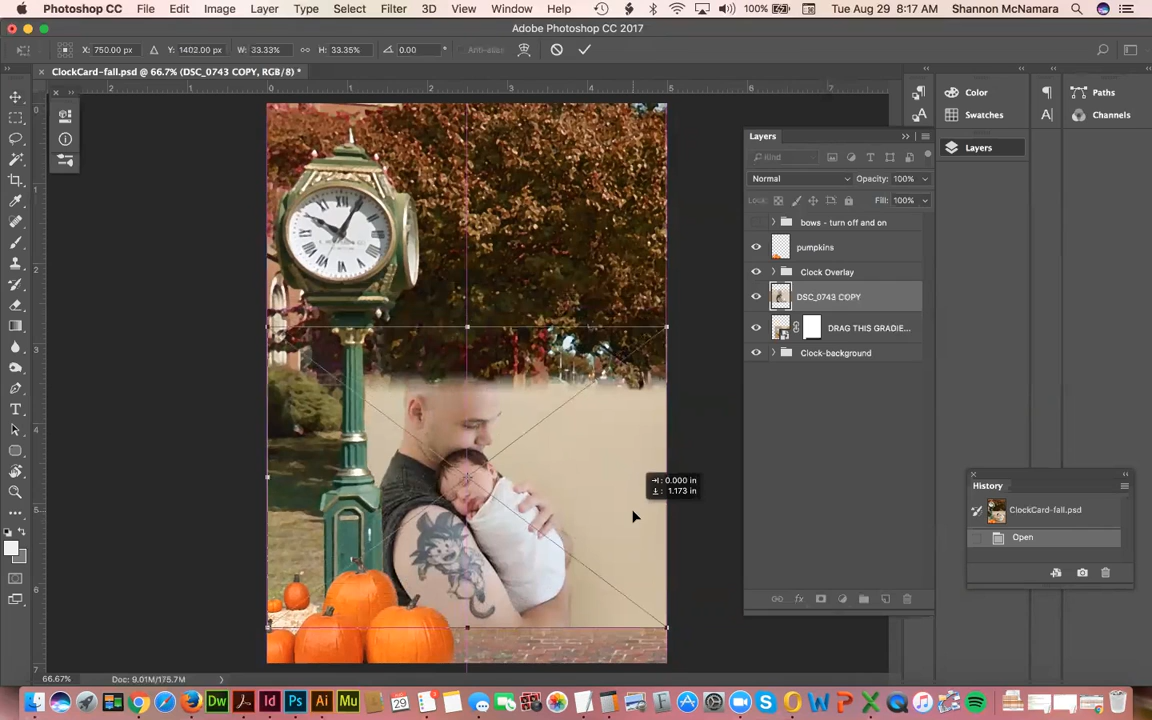 Photoshop CC File Edit Image Layer Type Select Filter 3D View Window Help 100% Tue Aug 29 8:17 AM Shannon McNamara
Adobe Photoshop CC 2017
X: 750.00 px Y: 1402.00 px W: 33.33% H: 33.35% 0.00 ° Anti-alias
ClockCard-fall.psd @ 66.7% (DSC_0743 COPY, RGB/8) *
Color
Swatches
Paths
Channels
Layers
Layers
Kind
Normal Opacity: 100%
Lock: Fill: 100%
bows - turn off and on
pumpkins
Clock Overlay
DSC_0743 COPY
DRAG THIS GRADIE...
Clock-background
0.000 in
1.173 in
History
ClockCard-fall.psd
Open
66.67% Doc: 9.01M/175.7M